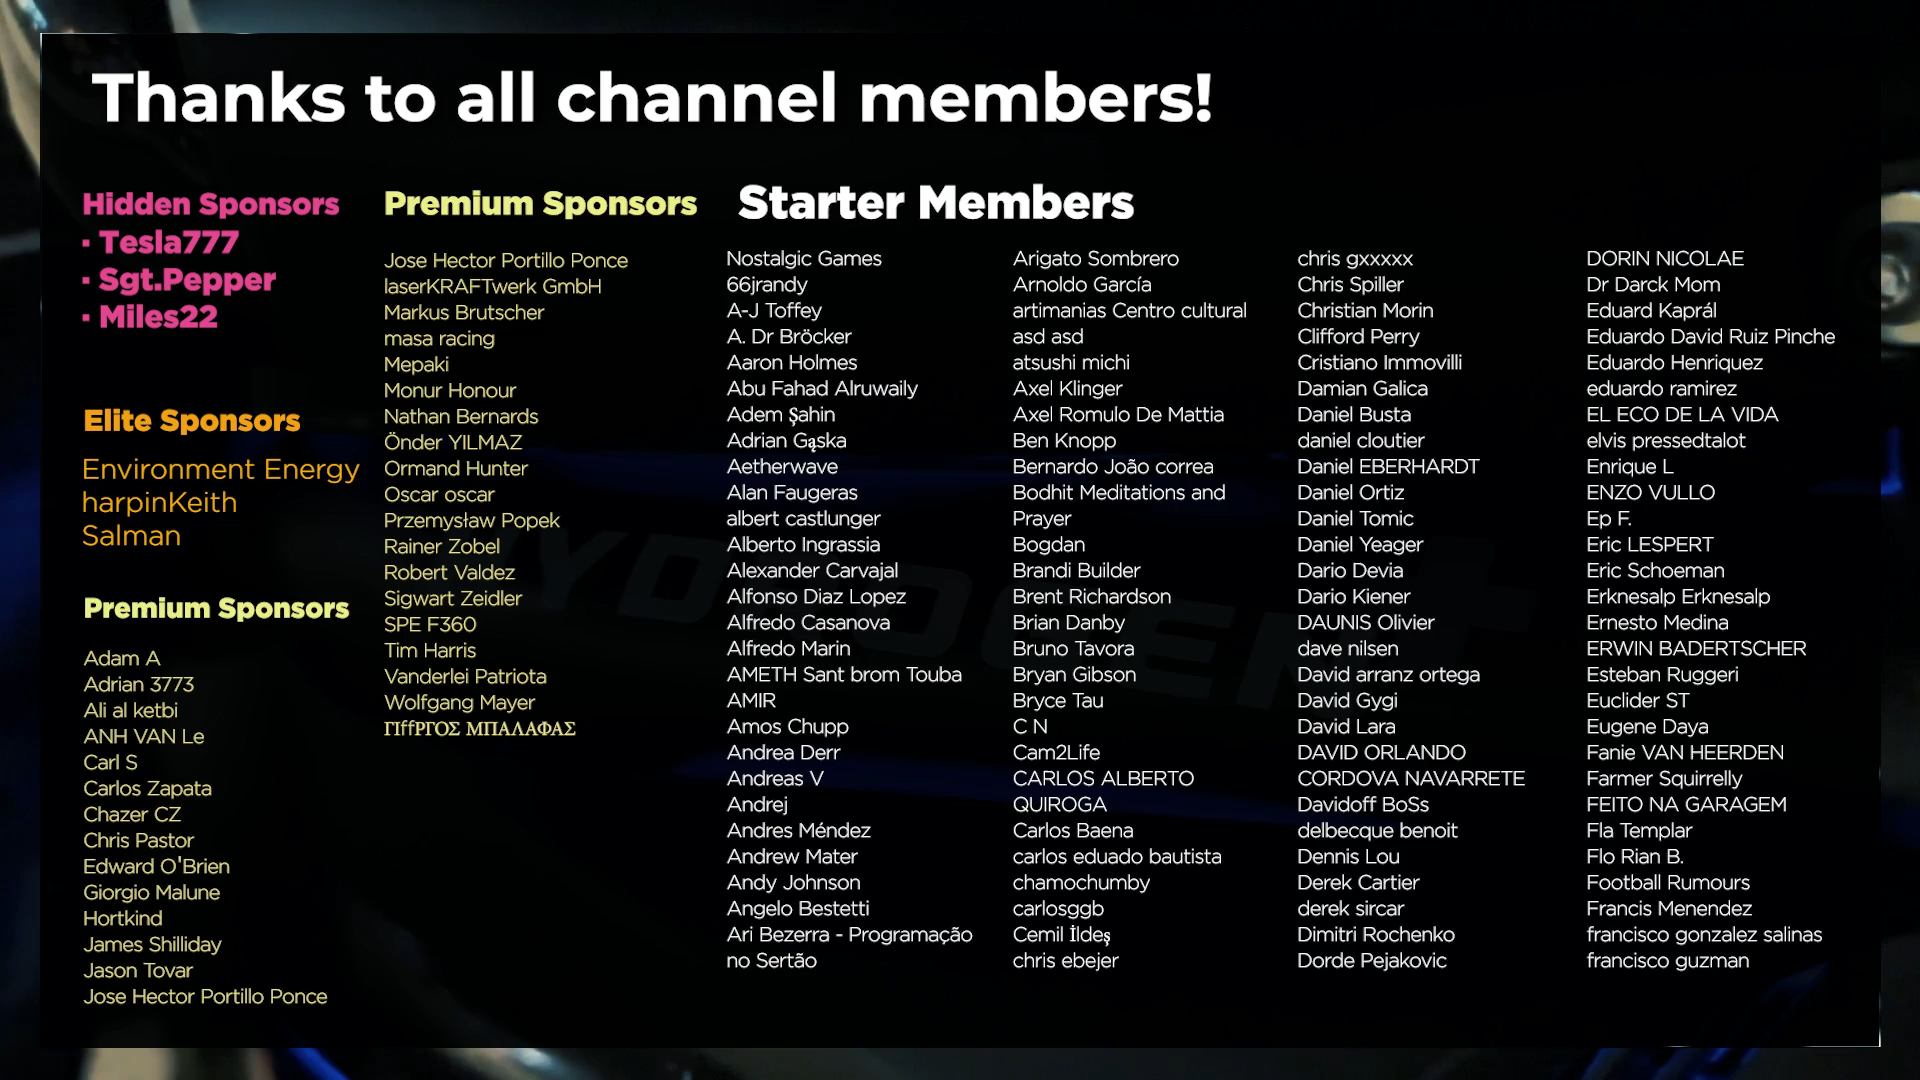 Thanks to all channel members!
Hidden Sponsors
· Tesla777
· Sgt.Pepper
· Miles22
Elite Sponsors
Environment Energy
harpinKeith
Salman
Premium Sponsors
Adam A
Adrian 3773
Ali al ketbi
ANH VAN Le
Carl S
Carlos Zapata
Chazer CZ
Chris Pastor
Edward O'Brien
Giorgio Malune
Hortkind
James Shilliday
Jason Tovar
Jose Hector Portillo Ponce
Premium Sponsors
Jose Hector Portillo Ponce
laserKRAFTwerk GmbH
Markus Brutscher
masa racing
Mepaki
Monur Honour
Nathan Bernards
Önder YILMAZ
Ormand Hunter
Oscar oscar
Przemysław Popek
Rainer Zobel
Robert Valdez
Sigwart Zeidler
SPE F360
Tim Harris
Vanderlei Patriota
Wolfgang Mayer
ΓΙffΡΓΟΣ ΜΠΑΛΑΦΑΣ
Starter Members
Nostalgic Games
66jrandy
A-J Toffey
A. Dr Bröcker
Aaron Holmes
Abu Fahad Alruwaily
Adem Şahin
Adrian Gąska
Aetherwave
Alan Faugeras
albert castlunger
Alberto Ingrassia
Alexander Carvajal
Alfonso Diaz Lopez
Alfredo Casanova
Alfredo Marin
AMETH Sant brom Touba
AMIR
Amos Chupp
Andrea Derr
Andreas V
Andrej
Andres Méndez
Andrew Mater
Andy Johnson
Angelo Bestetti
Ari Bezerra - Programação
no Sertão
Arigato Sombrero
Arnoldo García
artimanias Centro cultural
asd asd
atsushi michi
Axel Klinger
Axel Romulo De Mattia
Ben Knopp
Bernardo João correa
Bodhit Meditations and
Prayer
Bogdan
Brandi Builder
Brent Richardson
Brian Danby
Bruno Tavora
Bryan Gibson
Bryce Tau
C N
Cam2Life
CARLOS ALBERTO
QUIROGA
Carlos Baena
carlos eduado bautista
chamochumby
carlosggb
Cemil İldeş
chris ebejer
chris gxxxxx
Chris Spiller
Christian Morin
Clifford Perry
Cristiano Immovilli
Damian Galica
Daniel Busta
daniel cloutier
Daniel EBERHARDT
Daniel Ortiz
Daniel Tomic
Daniel Yeager
Dario Devia
Dario Kiener
DAUNIS Olivier
dave nilsen
David arranz ortega
David Gygi
David Lara
DAVID ORLANDO
CORDOVA NAVARRETE
Davidoff BoSs
delbecque benoit
Dennis Lou
Derek Cartier
derek sircar
Dimitri Rochenko
Dorde Pejakovic
DORIN NICOLAE
Dr Darck Mom
Eduard Kaprál
Eduardo David Ruiz Pinche
Eduardo Henriquez
eduardo ramirez
EL ECO DE LA VIDA
elvis pressedtalot
Enrique L
ENZO VULLO
Ep F.
Eric LESPERT
Eric Schoeman
Erknesalp Erknesalp
Ernesto Medina
ERWIN BADERTSCHER
Esteban Ruggeri
Euclider ST
Eugene Daya
Fanie VAN HEERDEN
Farmer Squirrelly
FEITO NA GARAGEM
Fla Templar
Flo Rian B.
Football Rumours
Francis Menendez
francisco gonzalez salinas
francisco guzman